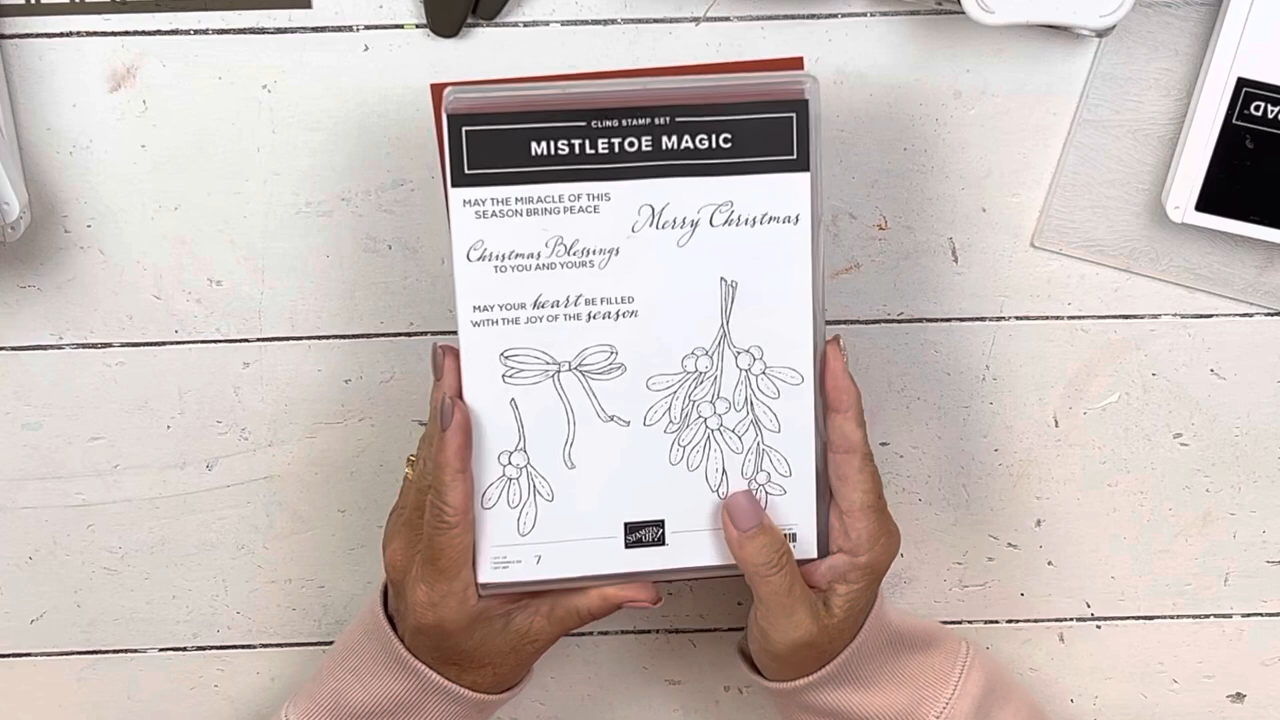 CLING STAMP SET
MISTLETOE MAGIC
MAY THE MIRACLE OF THIS
SEASON BRING PEACE
Merry Christmas
Christmas Blessings
TO YOU AND YOURS
MAY YOUR heart BE FILLED
WITH THE JOY OF THE season
STAMPIN'
UP!
7